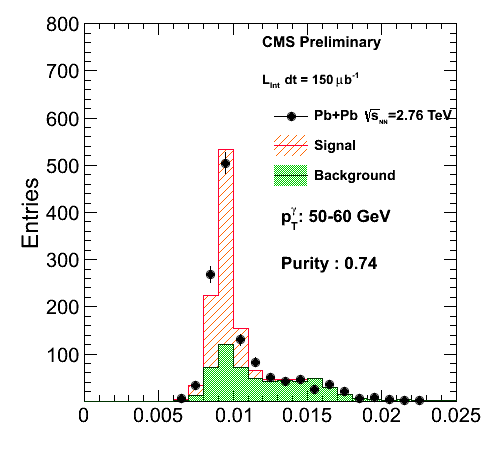 800
700
600
500
400
300
200
100
Entries
0
0.005
0.01
0.015
0.02
0.025
CMS Preliminary
L_Int dt = 150 μb⁻¹
Pb+Pb √s_NN=2.76 TeV
Signal
Background
p_T^γ: 50-60 GeV
Purity : 0.74